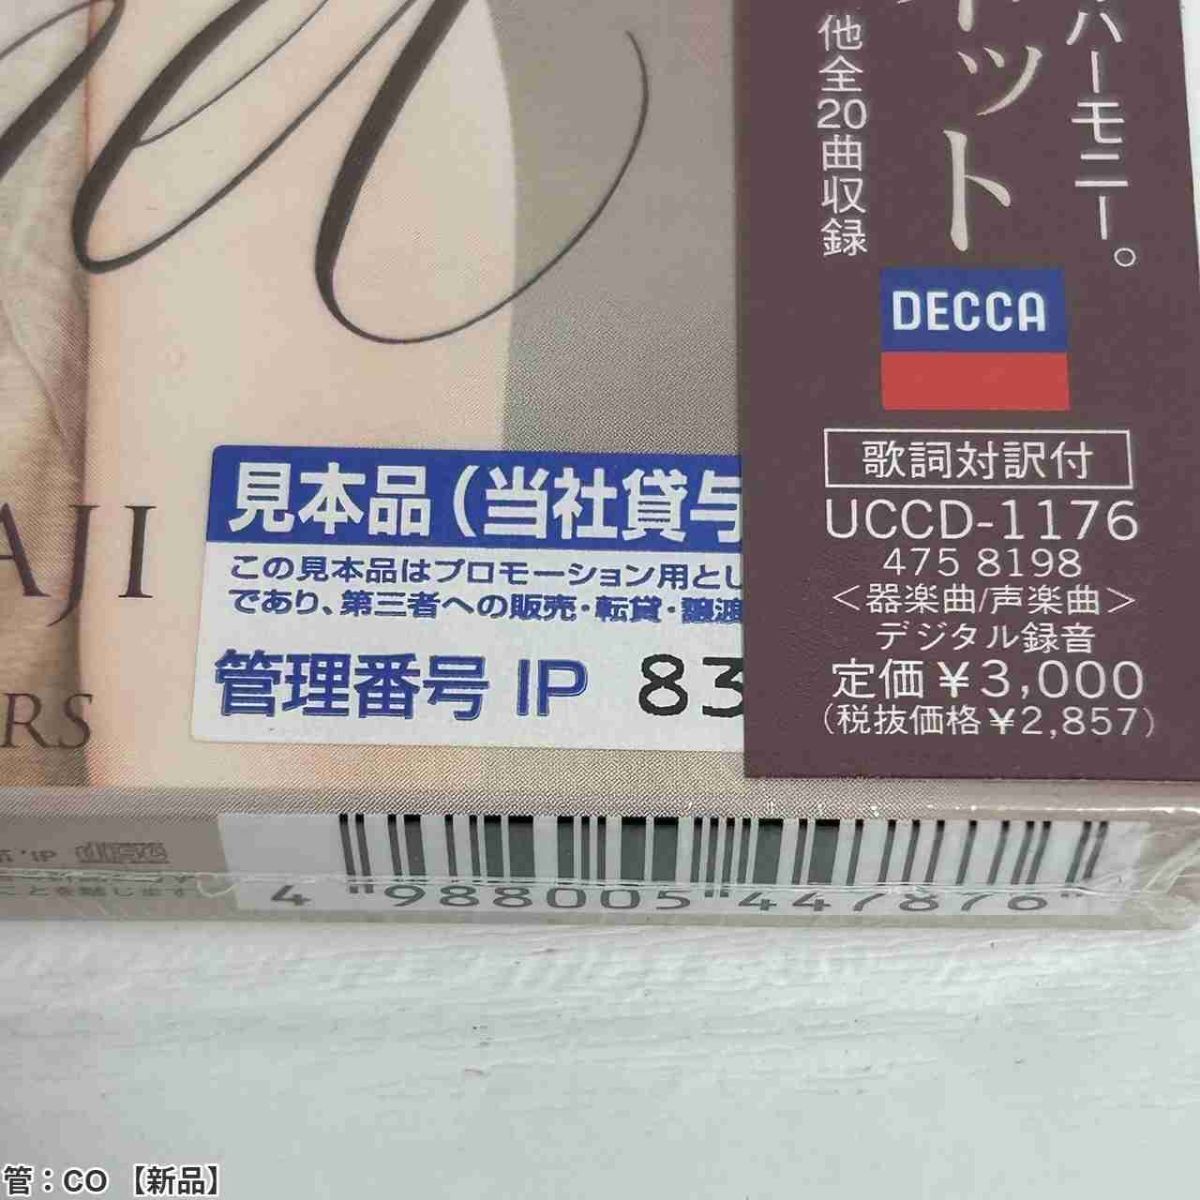 ハーモニー。
ット
他全20曲収録
DECCA
歌詞対訳付
UCCD-1176
475 8198
<器楽曲/声楽曲>
デジタル録音
定価¥3,000
(税抜価格¥2,857)
AJI
RS
見本品(当社貸与
この見本品はプロモーション用とし
であり、第三者への販売・転貸・譲渡
管理番号 IP 83
4 988005 447876
管:CO 【新品】